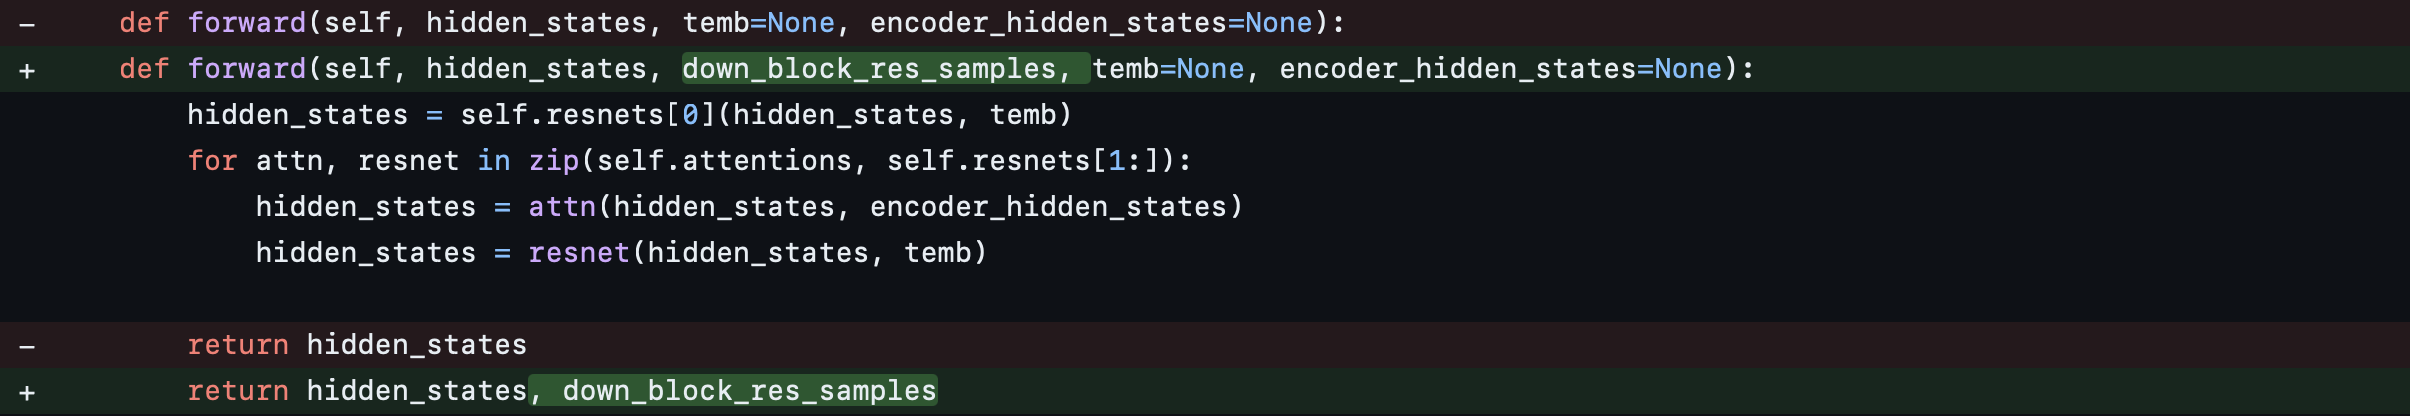 -     def forward(self, hidden_states, temb=None, encoder_hidden_states=None):
+     def forward(self, hidden_states, down_block_res_samples, temb=None, encoder_hidden_states=None):
          hidden_states = self.resnets[0](hidden_states, temb)
          for attn, resnet in zip(self.attentions, self.resnets[1:]):
              hidden_states = attn(hidden_states, encoder_hidden_states)
              hidden_states = resnet(hidden_states, temb)
-         return hidden_states
+         return hidden_states, down_block_res_samples